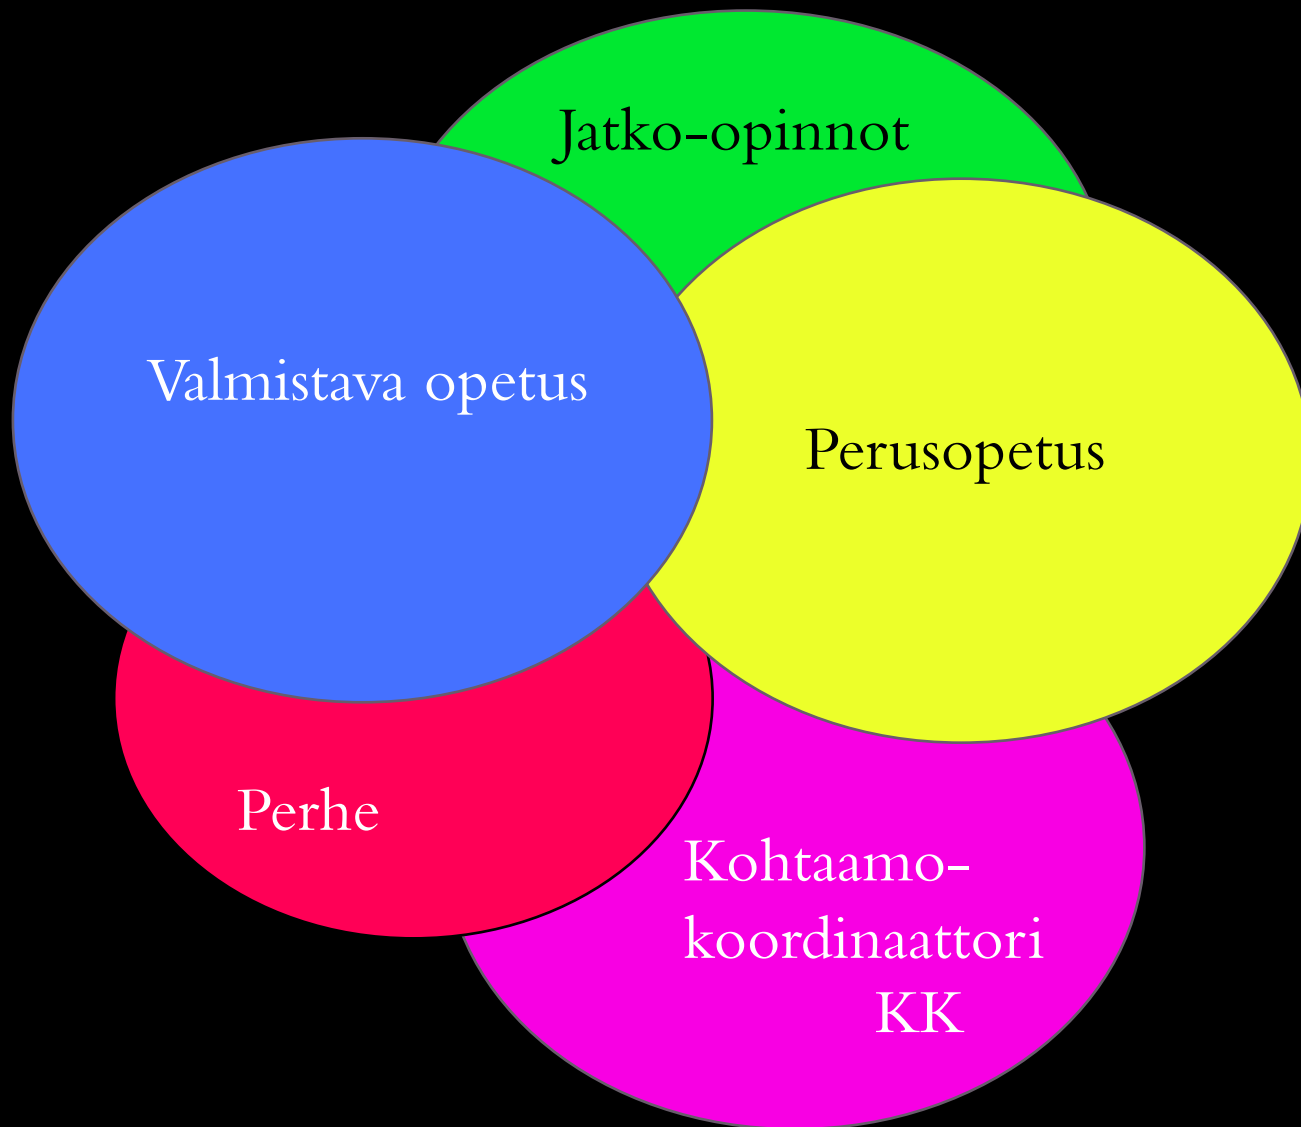 Jatko-opinnot
Valmistava opetus
Perusopetus
Perhe
Kohtaamo-
koordinaattori
KK